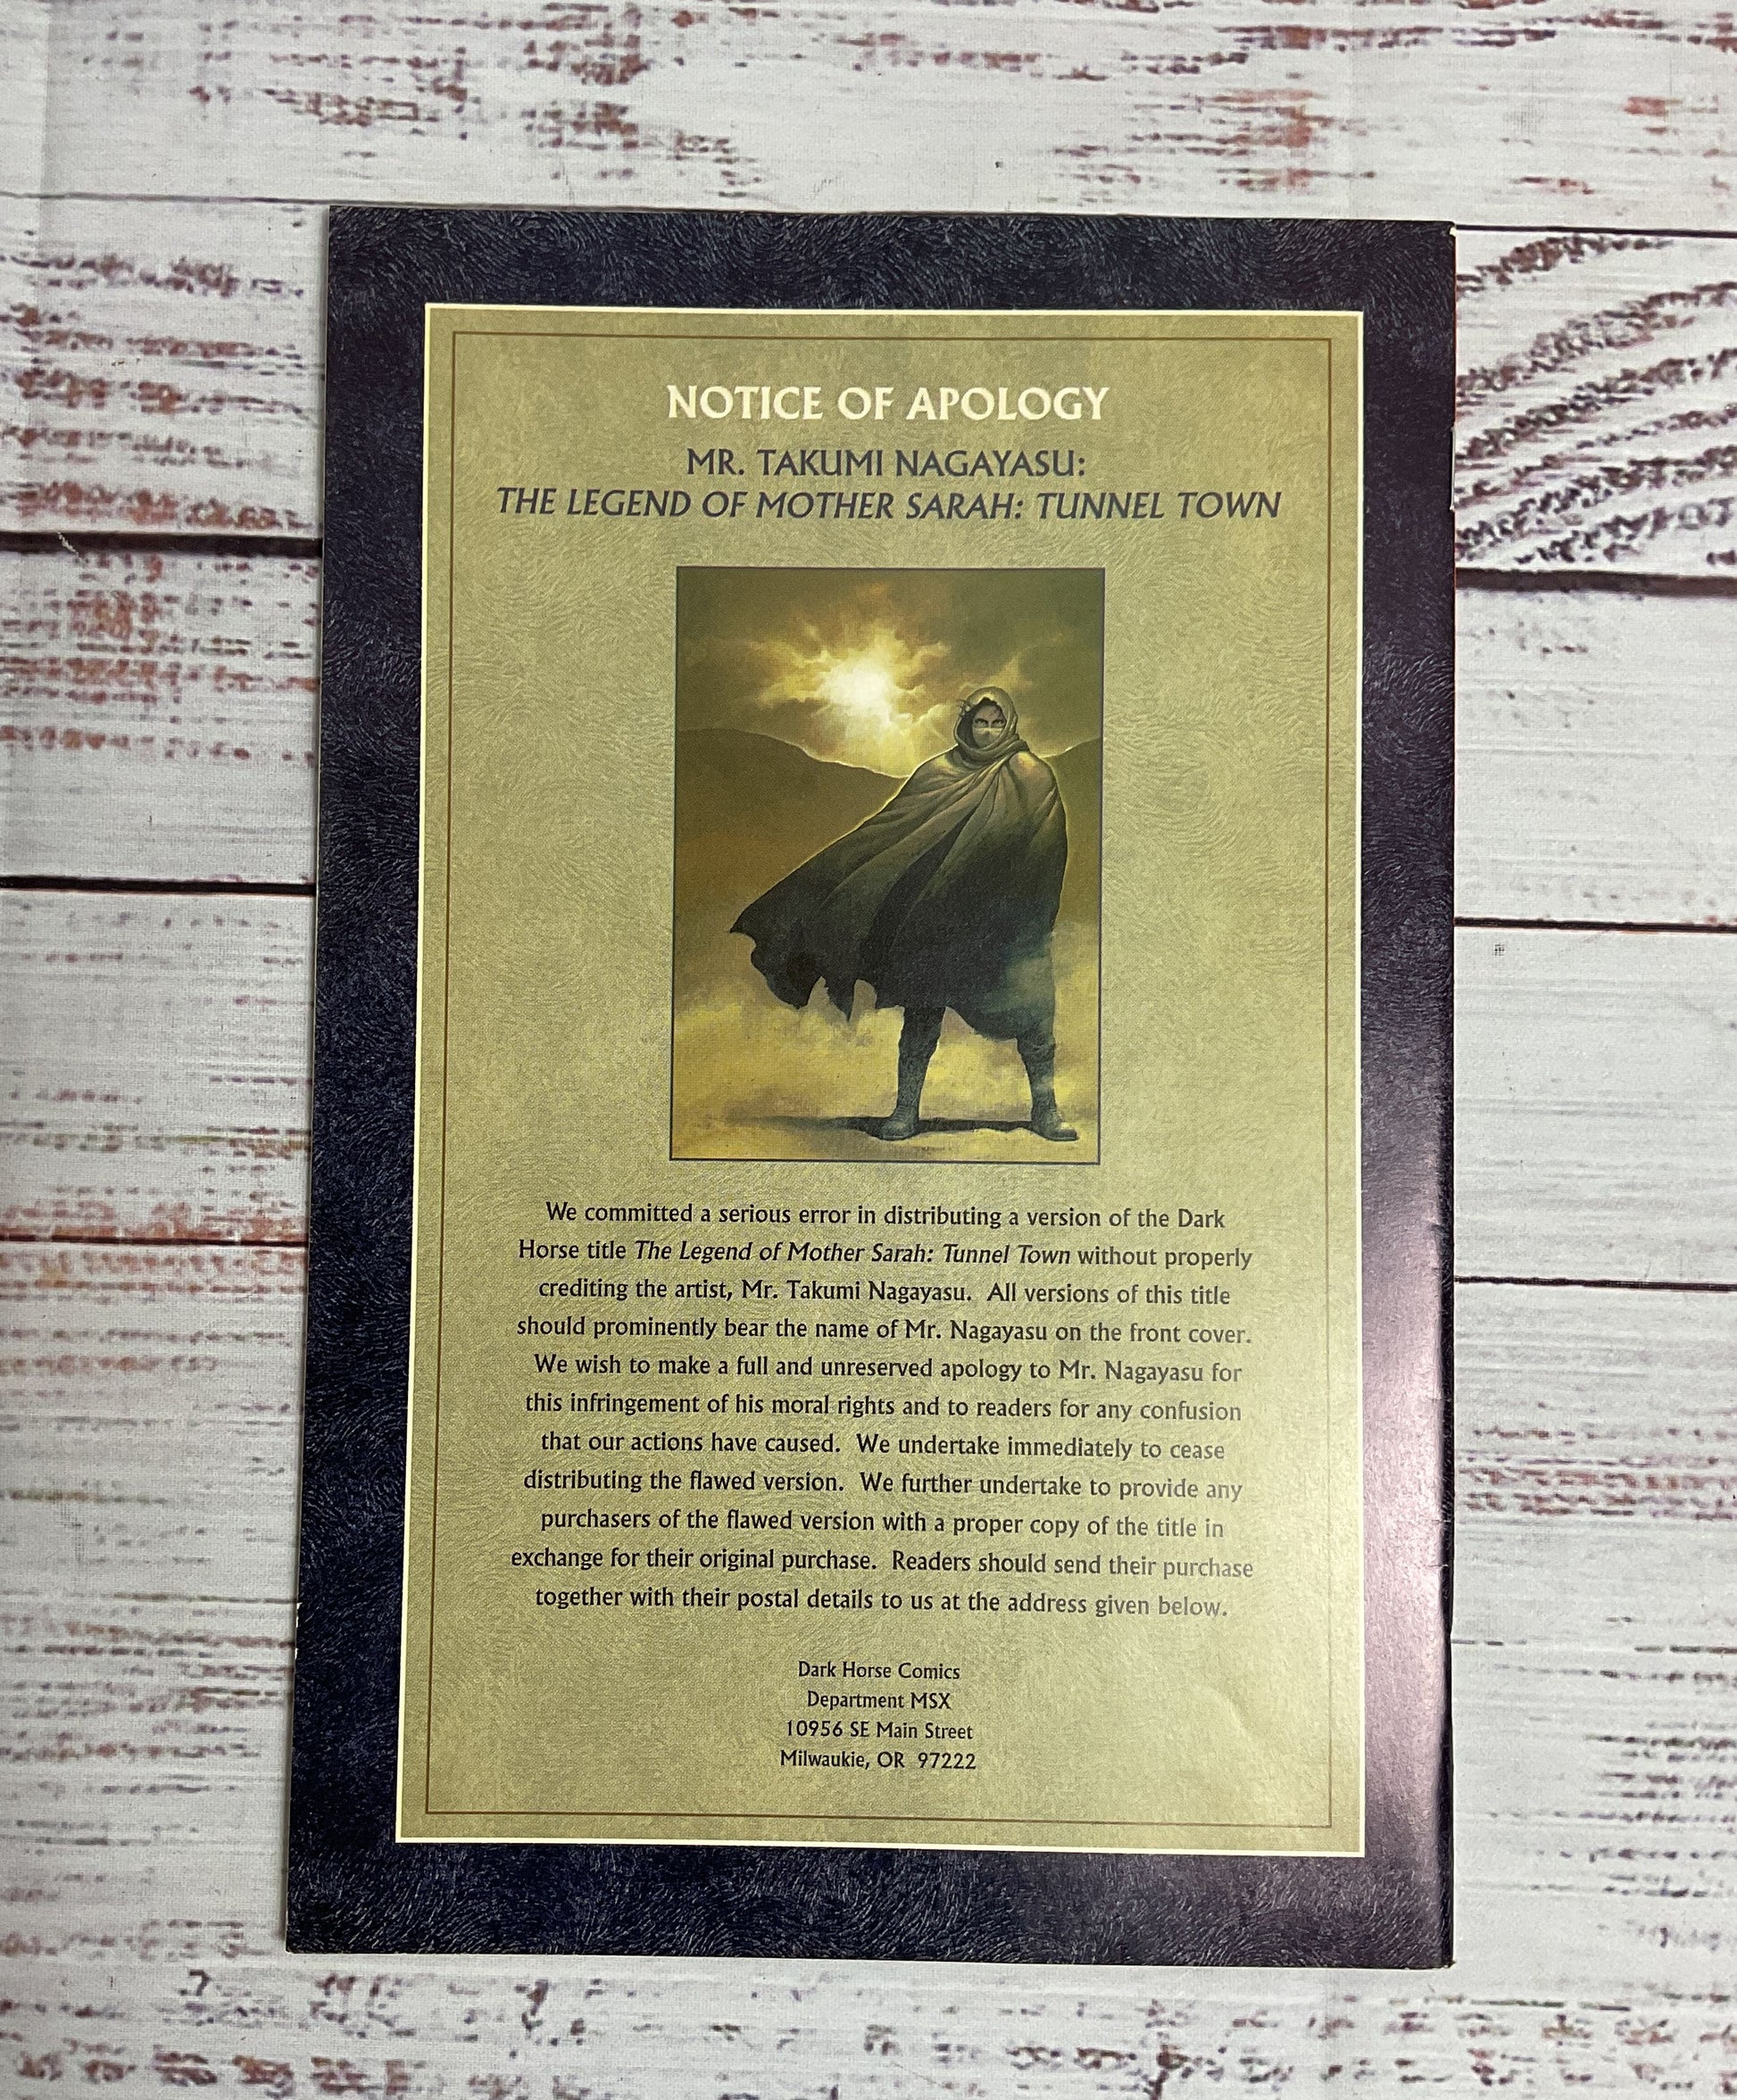 NOTICE OF APOLOGY
MR. TAKUMI NAGAYASU:
THE LEGEND OF MOTHER SARAH: TUNNEL TOWN
We committed a serious error in distributing a version of the Dark
Horse title The Legend of Mother Sarah: Tunnel Town without properly
crediting the artist, Mr. Takumi Nagayasu. All versions of this title
should prominently bear the name of Mr. Nagayasu on the front cover.
We wish to make a full and unreserved apology to Mr. Nagayasu for
this infringement of his moral rights and to readers for any confusion
that our actions have caused. We undertake immediately to cease
distributing the flawed version. We further undertake to provide any
purchasers of the flawed version with a proper copy of the title in
exchange for their original purchase. Readers should send their purchase
together with their postal details to us at the address given below.
Dark Horse Comics
Department MSX
10956 SE Main Street
Milwaukie, OR 97222